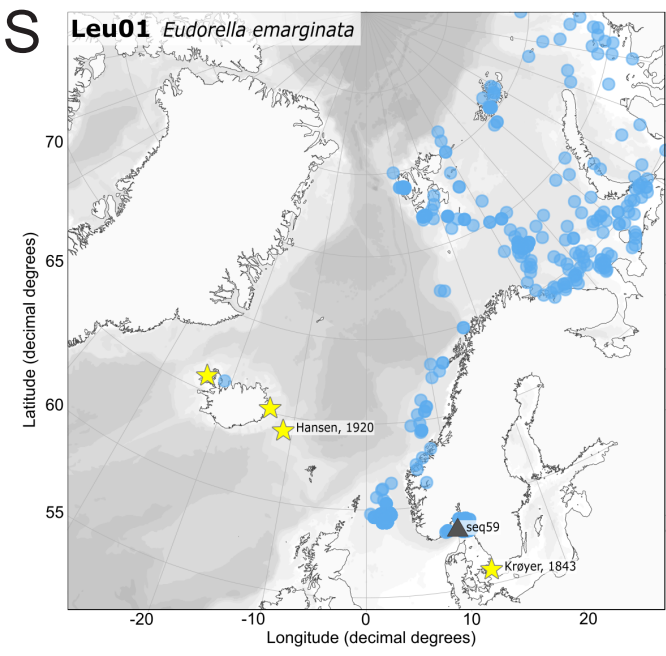 S
Leu01 Eudorella emarginata
70
65
60
55
Latitude (decimal degrees)
Hansen, 1920
seq59
Krøyer, 1843
-20 -10 0 10 20
Longitude (decimal degrees)